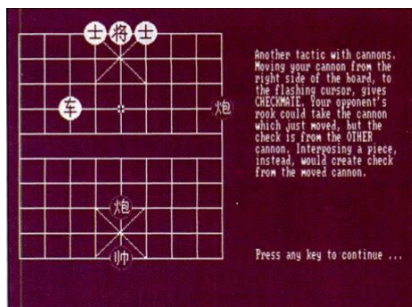 士 将 士
Another tactic with cannons.
Moving your cannon from the
right side of the board, to
the flashing cursor, gives
CHECKMATE. Your opponent's
rook could take the cannon
which just moved, but the
check is from the OTHER
cannon. Interposing a piece,
instead, would create check
from the moved cannon.
车 炮
炮
帅
Press any key to continue ...